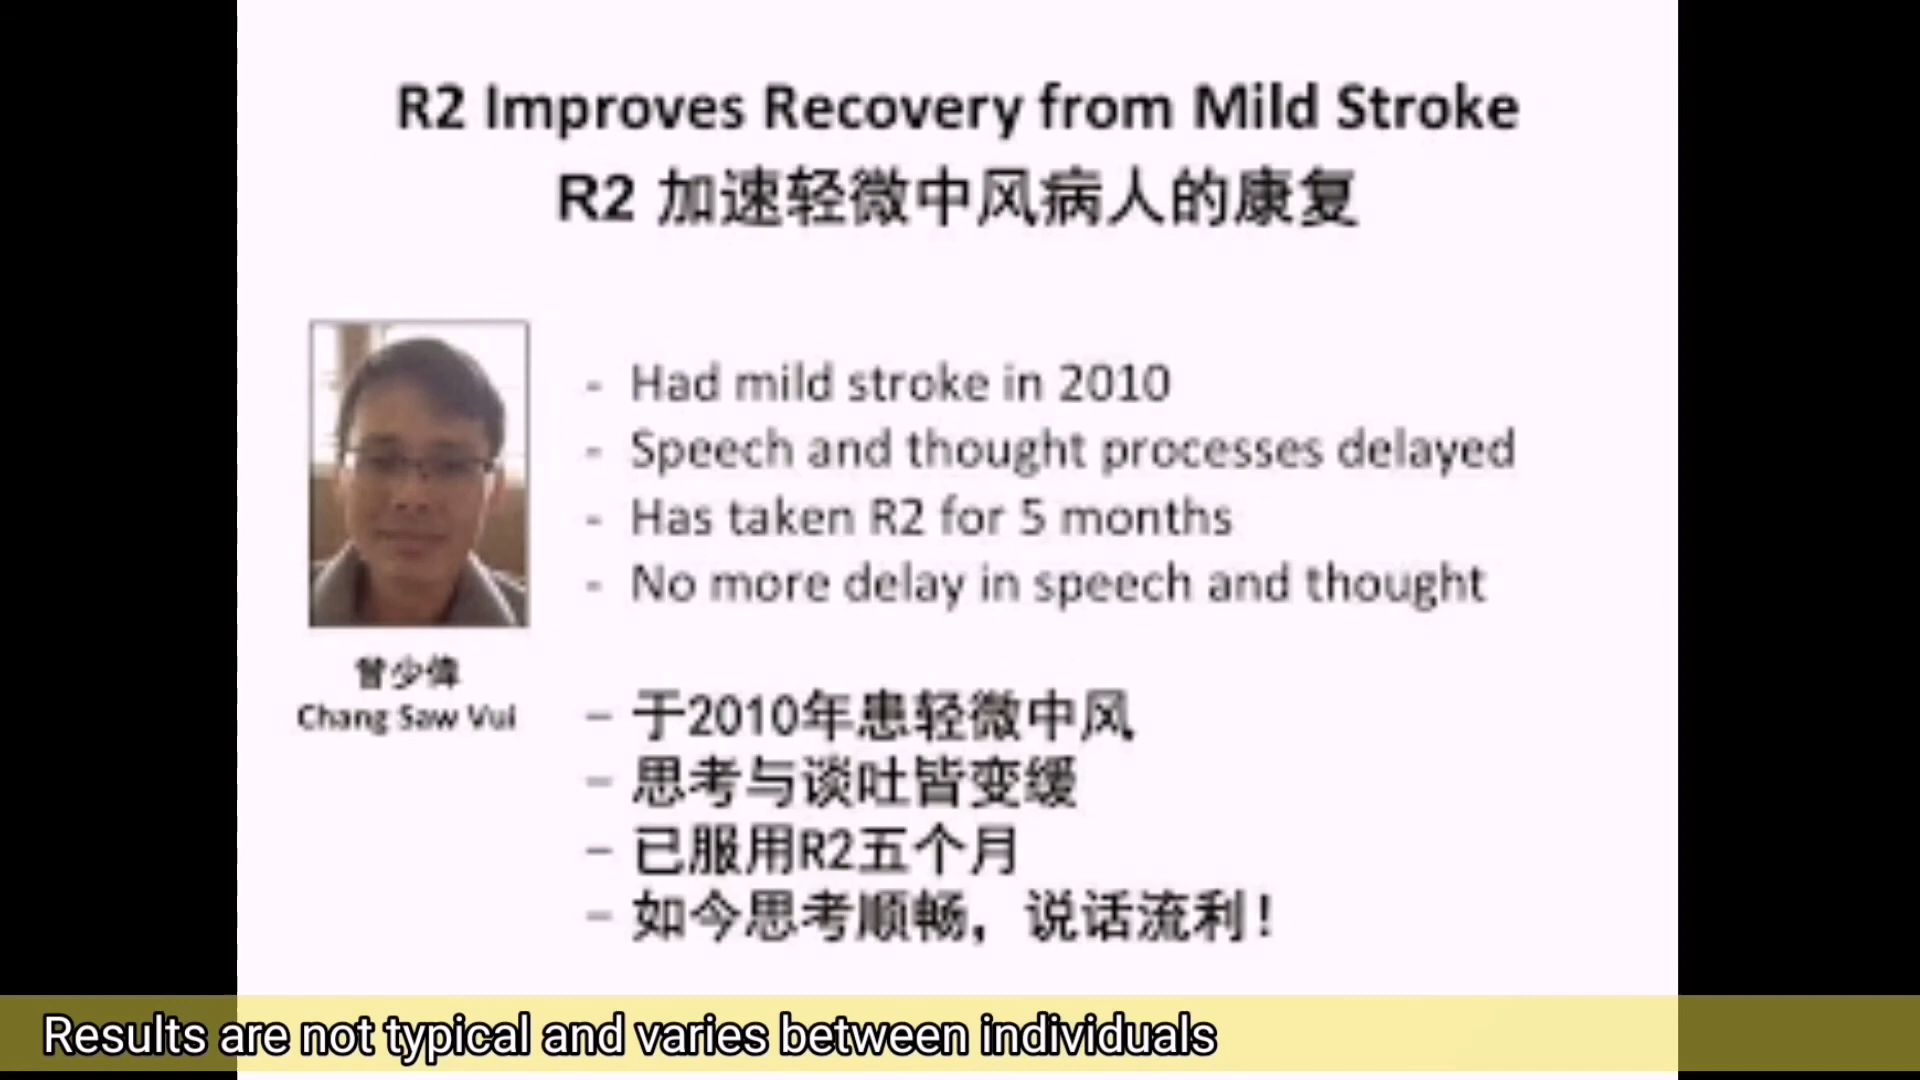 R2 Improves Recovery from Mild Stroke
R2 加速轻微中风病人的康复
- Had mild stroke in 2010
- Speech and thought processes delayed
- Has taken R2 for 5 months
- No more delay in speech and thought
曾少偉
Chang Saw Vui
- 于2010年患轻微中风
- 思考与谈吐皆变缓
- 已服用R2五个月
- 如今思考顺畅，说话流利！
Results are not typical and varies between individuals